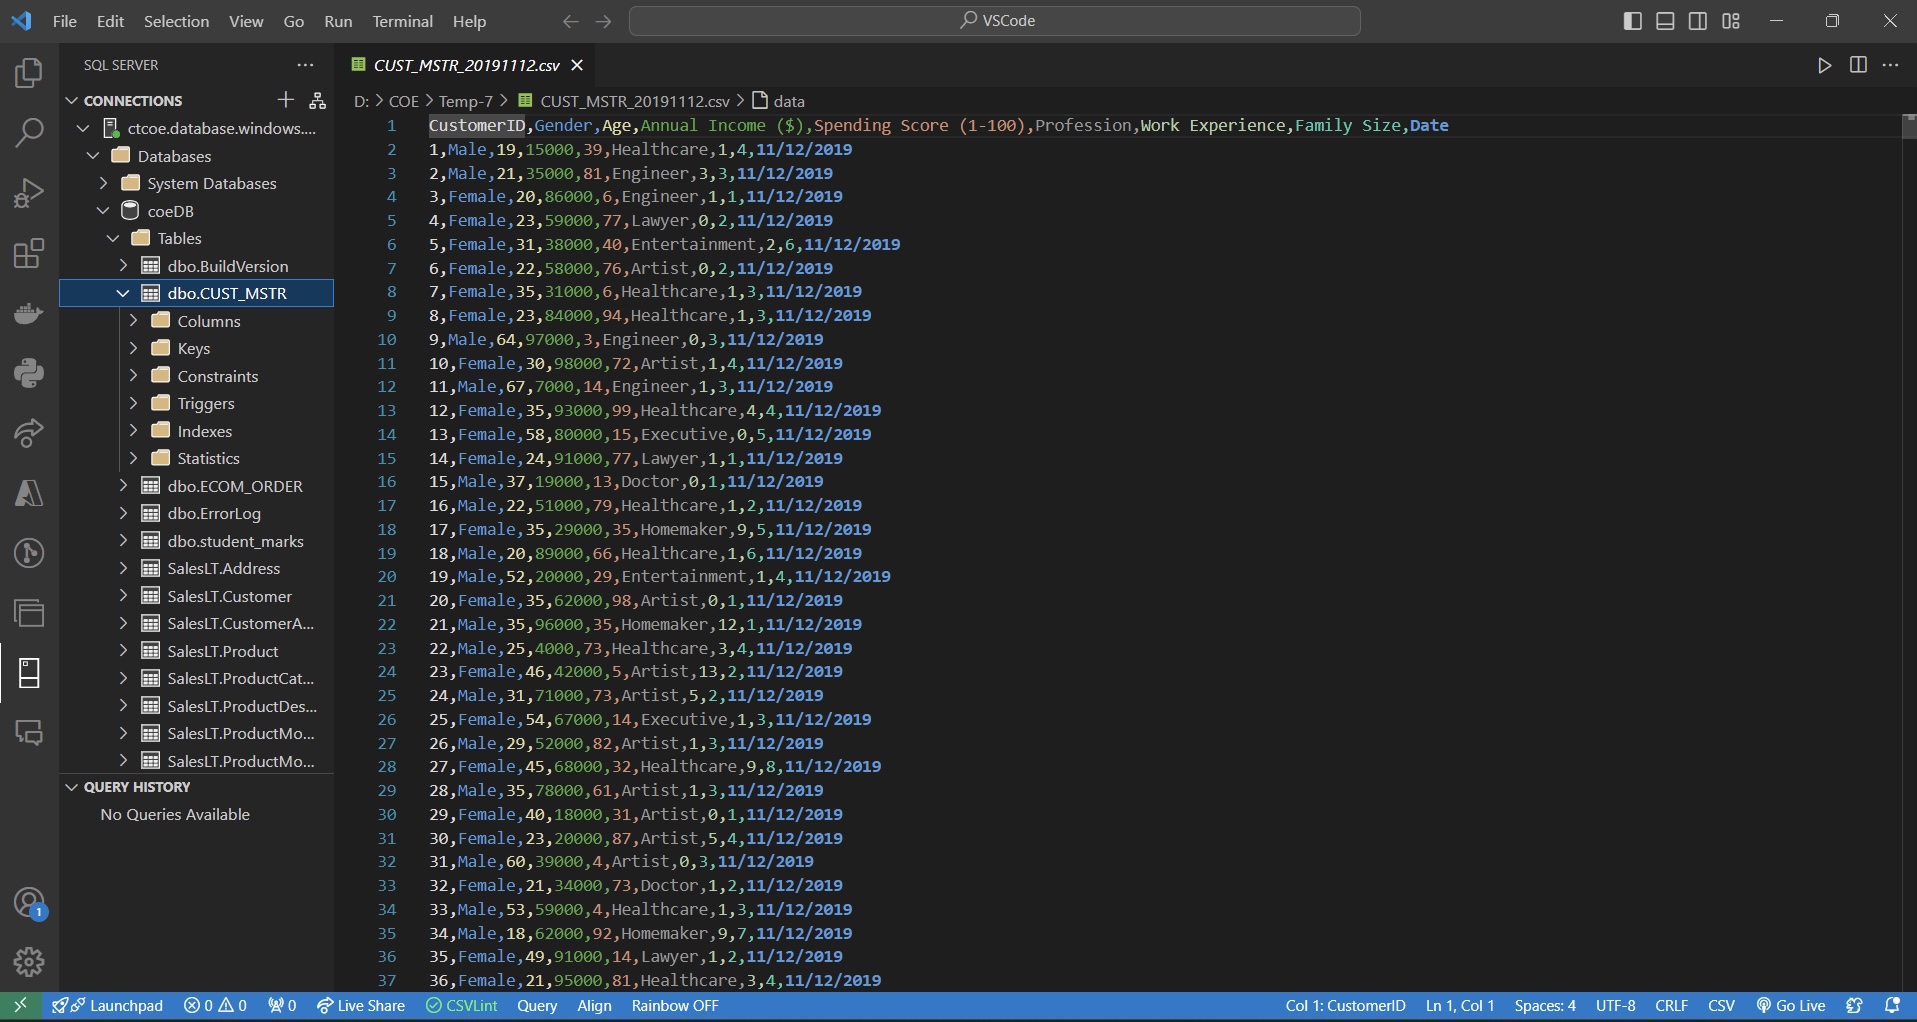 File Edit Selection View Go Run Terminal Help
VSCode
SQL SERVER
CONNECTIONS
ctcoe.database.windows....
Databases
System Databases
coeDB
Tables
dbo.BuildVersion
dbo.CUST_MSTR
Columns
Keys
Constraints
Triggers
Indexes
Statistics
dbo.ECOM_ORDER
dbo.ErrorLog
dbo.student_marks
SalesLT.Address
SalesLT.Customer
SalesLT.CustomerA...
SalesLT.Product
SalesLT.ProductCat...
SalesLT.ProductDes...
SalesLT.ProductMo...
SalesLT.ProductMo...
QUERY HISTORY
No Queries Available
1
CUST_MSTR_20191112.csv
D: > COE > Temp-7 > CUST_MSTR_20191112.csv > data
1 CustomerID,Gender,Age,Annual Income ($),Spending Score (1-100),Profession,Work Experience,Family Size,Date
2 1,Male,19,15000,39,Healthcare,1,4,11/12/2019
3 2,Male,21,35000,81,Engineer,3,3,11/12/2019
4 3,Female,20,86000,6,Engineer,1,1,11/12/2019
5 4,Female,23,59000,77,Lawyer,0,2,11/12/2019
6 5,Female,31,38000,40,Entertainment,2,6,11/12/2019
7 6,Female,22,58000,76,Artist,0,2,11/12/2019
8 7,Female,35,31000,6,Healthcare,1,3,11/12/2019
9 8,Female,23,84000,94,Healthcare,1,3,11/12/2019
10 9,Male,64,97000,3,Engineer,0,3,11/12/2019
11 10,Female,30,98000,72,Artist,1,4,11/12/2019
12 11,Male,67,7000,14,Engineer,1,3,11/12/2019
13 12,Female,35,93000,99,Healthcare,4,4,11/12/2019
14 13,Female,58,80000,15,Executive,0,5,11/12/2019
15 14,Female,24,91000,77,Lawyer,1,1,11/12/2019
16 15,Male,37,19000,13,Doctor,0,1,11/12/2019
17 16,Male,22,51000,79,Healthcare,1,2,11/12/2019
18 17,Female,35,29000,35,Homemaker,9,5,11/12/2019
19 18,Male,20,89000,66,Healthcare,1,6,11/12/2019
20 19,Male,52,20000,29,Entertainment,1,4,11/12/2019
21 20,Female,35,62000,98,Artist,0,1,11/12/2019
22 21,Male,35,96000,35,Homemaker,12,1,11/12/2019
23 22,Male,25,4000,73,Healthcare,3,4,11/12/2019
24 23,Female,46,42000,5,Artist,13,2,11/12/2019
25 24,Male,31,71000,73,Artist,5,2,11/12/2019
26 25,Female,54,67000,14,Executive,1,3,11/12/2019
27 26,Male,29,52000,82,Artist,1,3,11/12/2019
28 27,Female,45,68000,32,Healthcare,9,8,11/12/2019
29 28,Male,35,78000,61,Artist,1,3,11/12/2019
30 29,Female,40,18000,31,Artist,0,1,11/12/2019
31 30,Female,23,20000,87,Artist,5,4,11/12/2019
32 31,Male,60,39000,4,Artist,0,3,11/12/2019
33 32,Female,21,34000,73,Doctor,1,2,11/12/2019
34 33,Male,53,59000,4,Healthcare,1,3,11/12/2019
35 34,Male,18,62000,92,Homemaker,9,7,11/12/2019
36 35,Female,49,91000,14,Lawyer,1,2,11/12/2019
37 36,Female,21,95000,81,Healthcare,3,4,11/12/2019
Launchpad 0 0 0 Live Share CSVLint Query Align Rainbow OFF Col 1: CustomerID Ln 1, Col 1 Spaces: 4 UTF-8 CRLF CSV Go Live